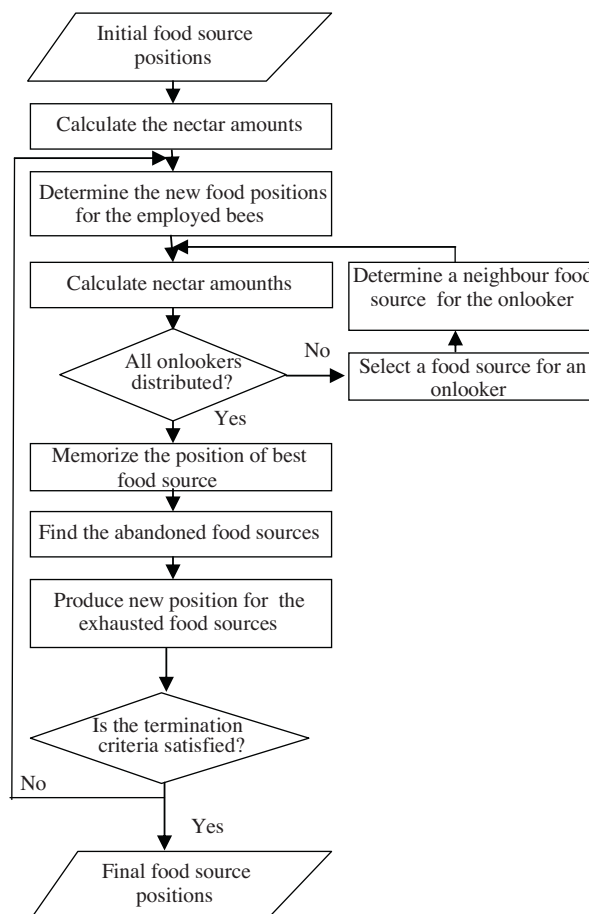 Initial food source
positions
Calculate the nectar amounts
Determine the new food positions
for the employed bees
Calculate nectar amounths
Determine a neighbour food
source for the onlooker
All onlookers
distributed?
No
Select a food source for an
onlooker
Yes
Memorize the position of best
food source
Find the abandoned food sources
Produce new position for the
exhausted food sources
Is the termination
criteria satisfied?
No
Yes
Final food source
positions